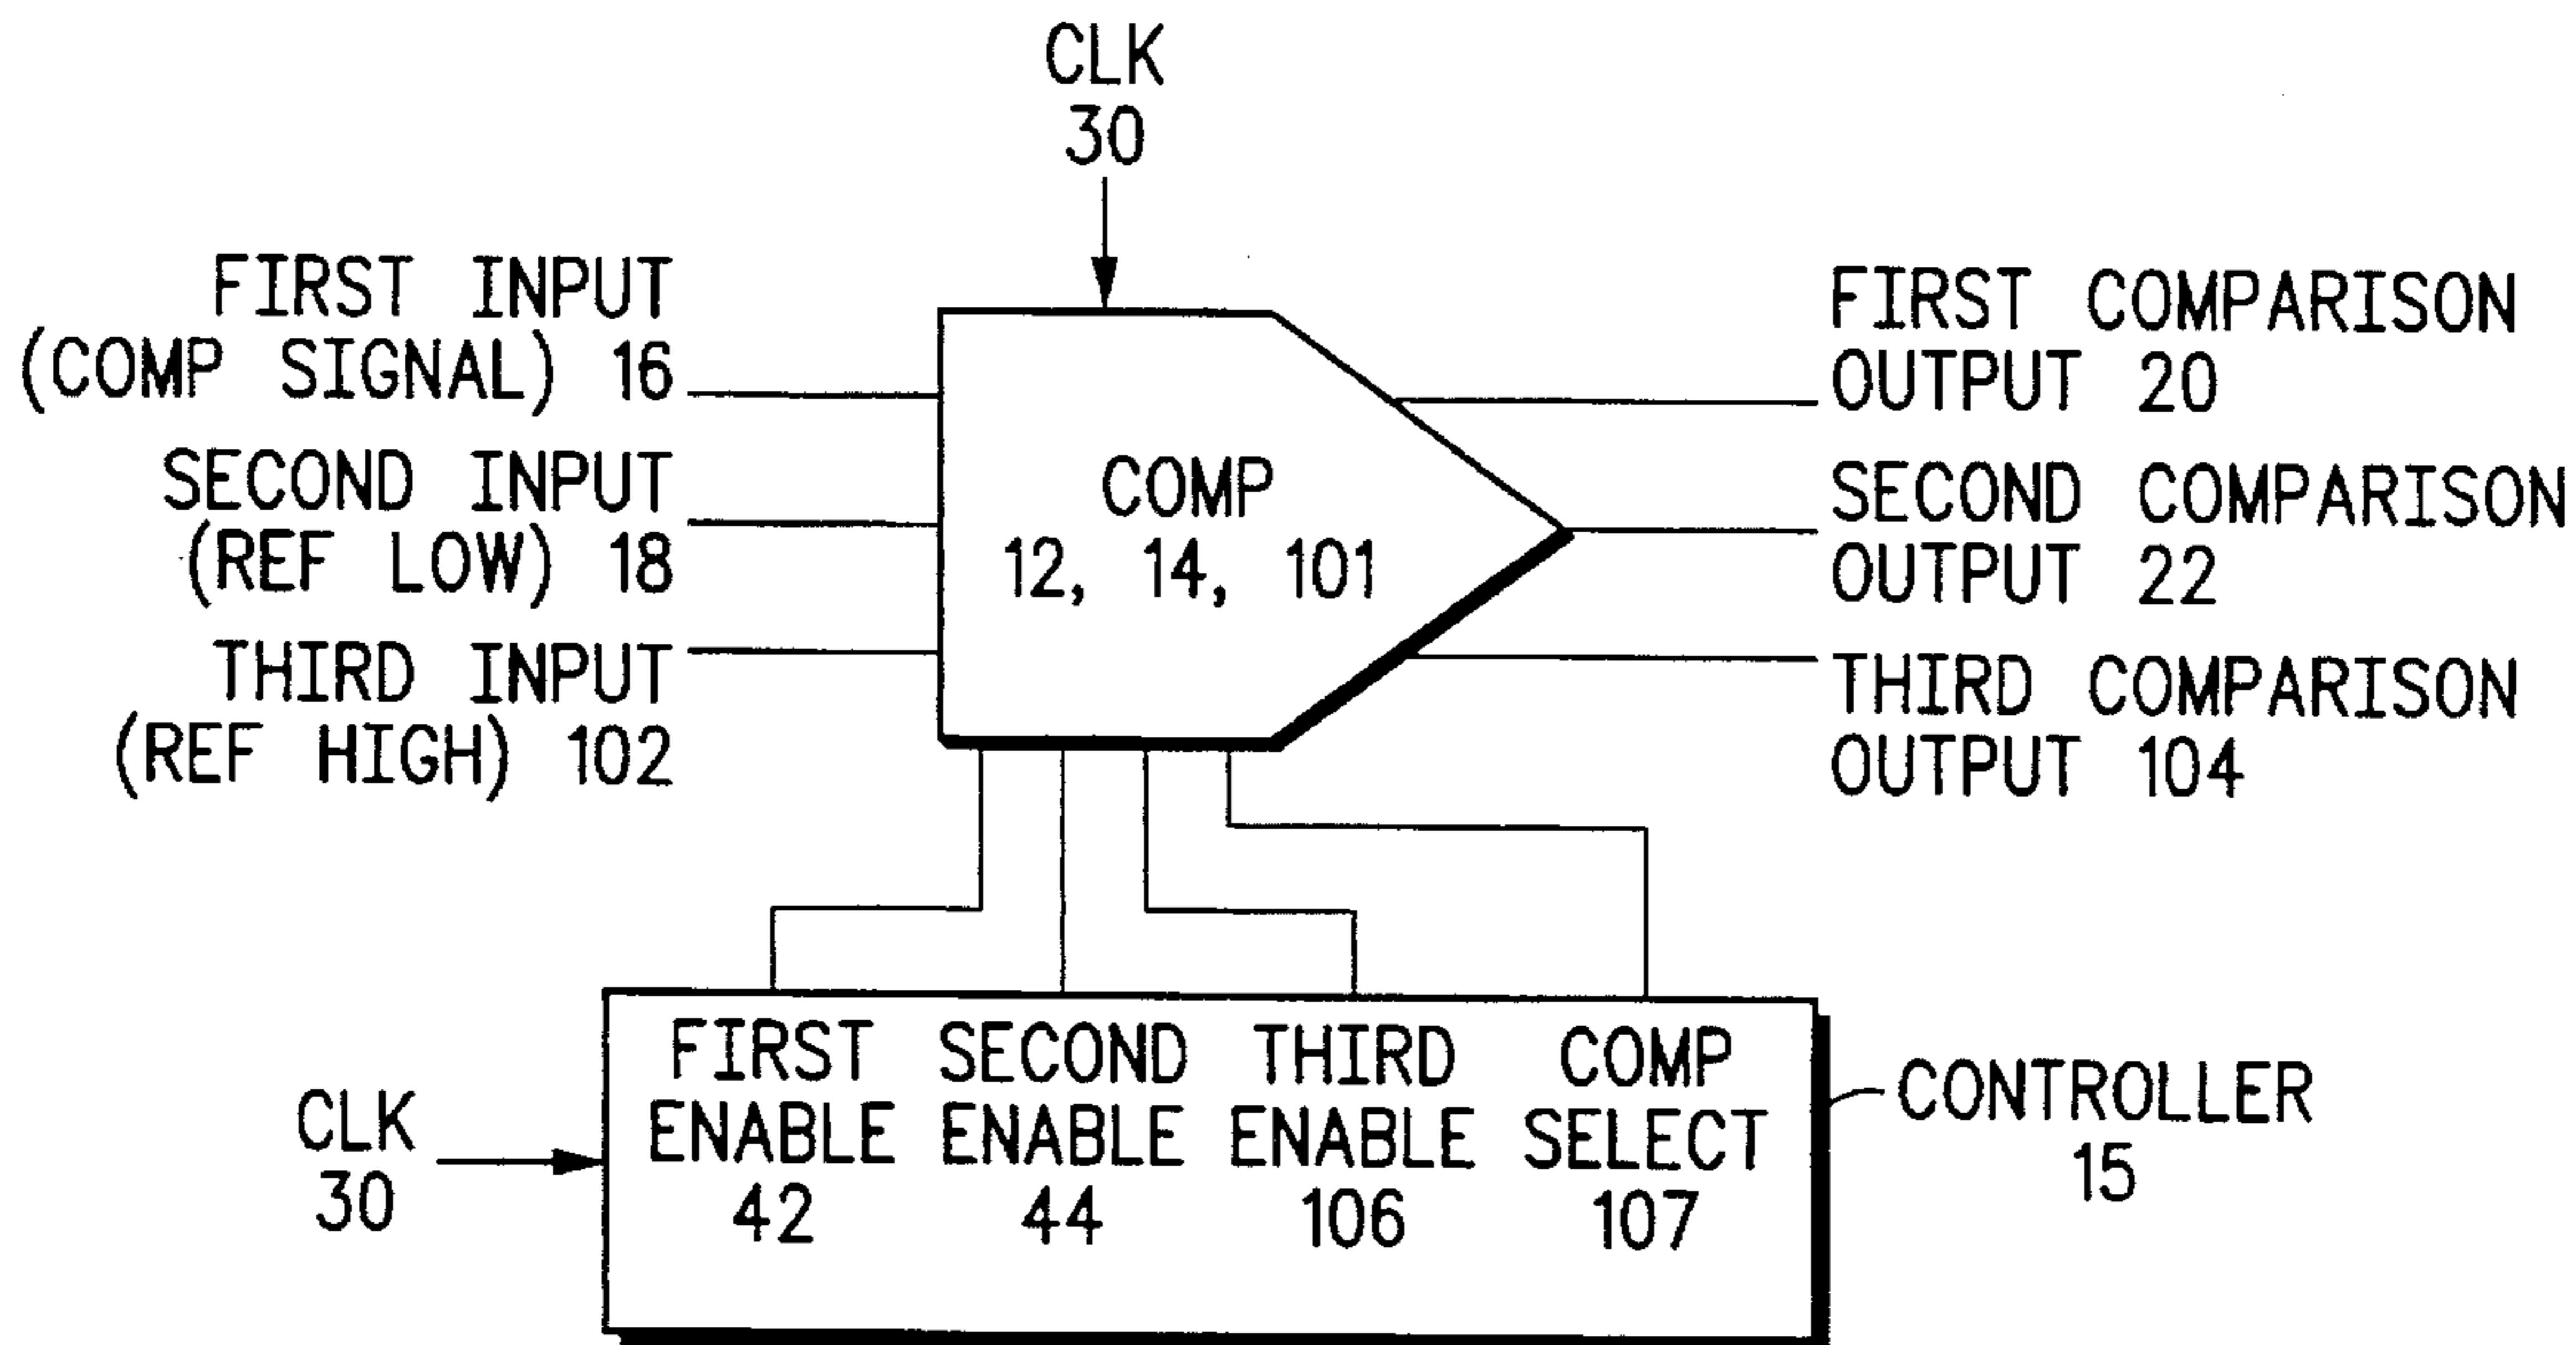 CLK
30
FIRST INPUT
(COMP SIGNAL) 16
SECOND INPUT
(REF LOW) 18
THIRD INPUT
(REF HIGH) 102
COMP
12, 14, 101
FIRST COMPARISON
OUTPUT 20
SECOND COMPARISON
OUTPUT 22
THIRD COMPARISON
OUTPUT 104
CLK
30
FIRST
ENABLE
42
SECOND
ENABLE
44
THIRD
ENABLE
106
COMP
SELECT
107
CONTROLLER
15